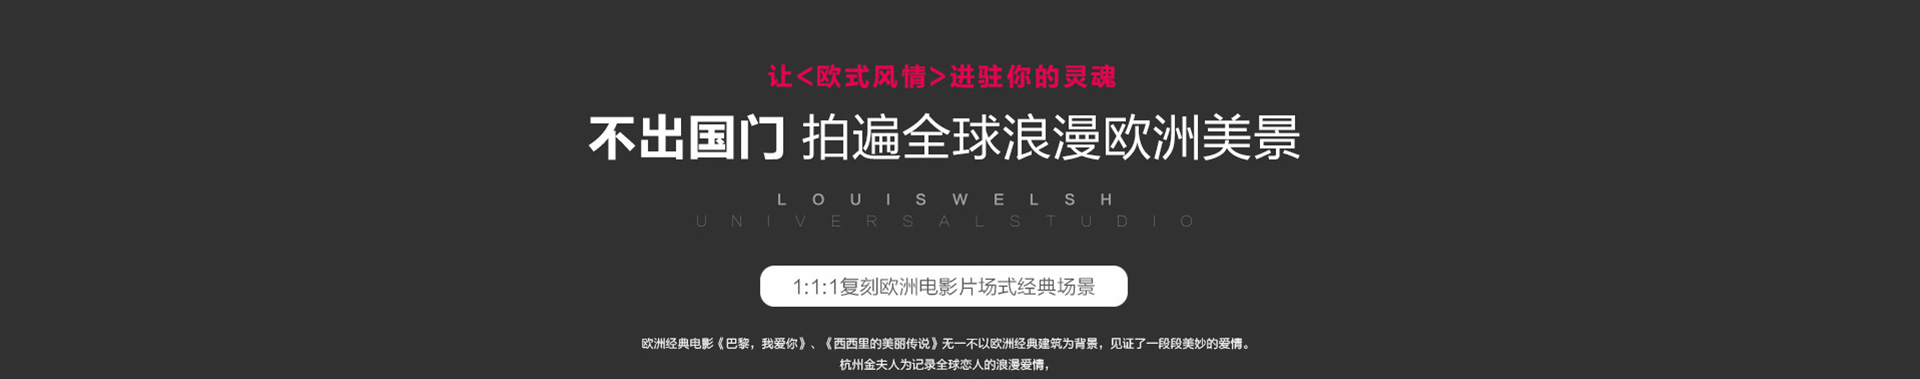 让<欧式风情>进驻你的灵魂
不出国门 拍遍全球浪漫欧洲美景
LOUISWELSH
UNIVERSALSTUDIO
1:1:1复刻欧洲电影片场式经典场景
欧洲经典电影《巴黎，我爱你》、《西西里的美丽传说》无一不以欧洲经典建筑为背景，见证了一段段美妙的爱情。
杭州金夫人为记录全球恋人的浪漫爱情，